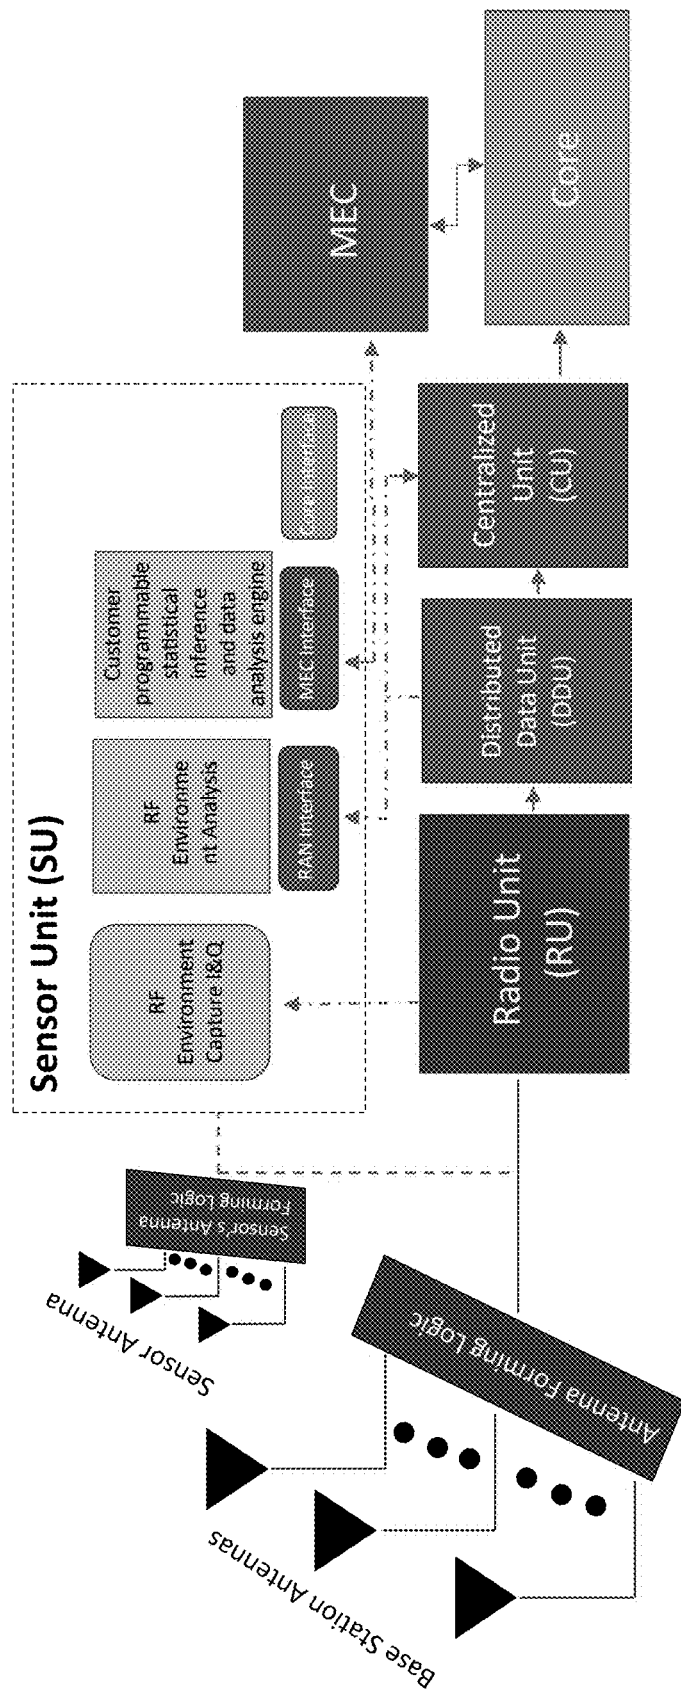 Sensor Unit (SU)
RF
Environment
Capture I&Q
RF
Environme
nt Analysis
Customer
programmable
statistical
inference
and data
analysis engine
RAN Interface
MEC Interface
MEC
Core
Radio Unit
(RU)
Distributed
Data Unit
(DDU)
Centralized
Unit
(CU)
Sensor Antenna
Sensor's Antenna
Forming Logic
Base Station Antennas
Antenna Forming Logic